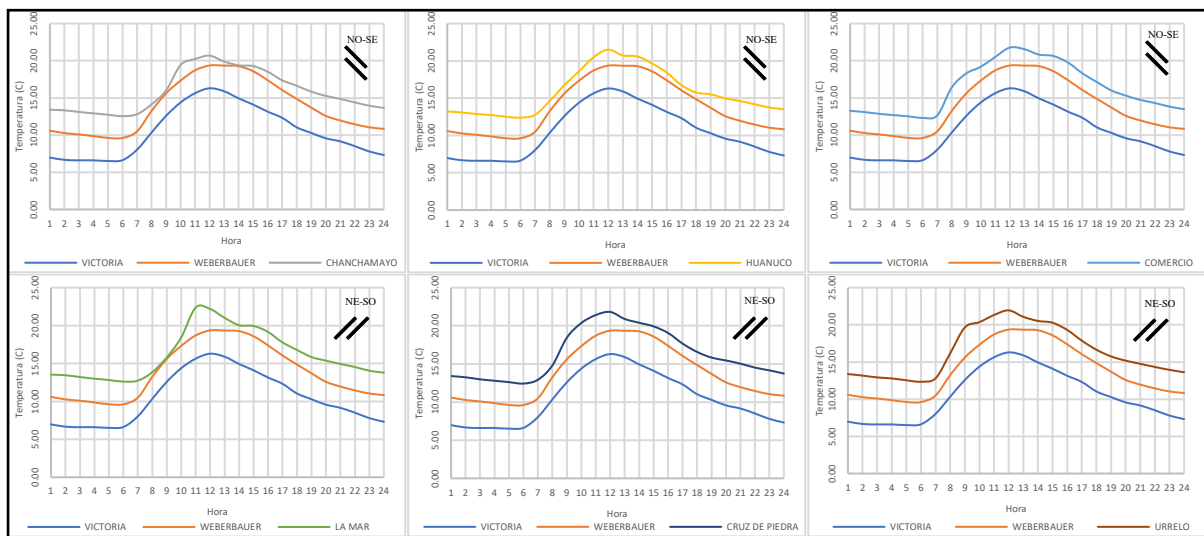 25.00
20.00
15.00
10.00
5.00
0.00
Temperatura (C)
NO-SE
1 2 3 4 5 6 7 8 9 10 11 12 13 14 15 16 17 18 19 20 21 22 23 24
Hora
VICTORIA WEBERBAUER CHANCHAMAYO
25.00
20.00
15.00
10.00
5.00
0.00
Temperatura (C)
NO-SE
1 2 3 4 5 6 7 8 9 10 11 12 13 14 15 16 17 18 19 20 21 22 23 24
Hora
VICTORIA WEBERBAUER HUANUCO
25.00
20.00
15.00
10.00
5.00
0.00
Temperatura (C)
NO-SE
1 2 3 4 5 6 7 8 9 10 11 12 13 14 15 16 17 18 19 20 21 22 23 24
Hora
VICTORIA WEBERBAUER COMERCIO
25.00
20.00
15.00
10.00
5.00
0.00
Temperatura (C)
NE-SO
1 2 3 4 5 6 7 8 9 10 11 12 13 14 15 16 17 18 19 20 21 22 23 24
Hora
VICTORIA WEBERBAUER LA MAR
25.00
20.00
15.00
10.00
5.00
0.00
Temperatura (C)
NE-SO
1 2 3 4 5 6 7 8 9 10 11 12 13 14 15 16 17 18 19 20 21 22 23 24
Hora
VICTORIA WEBERBAUER CRUZ DE PIEDRA
25.00
20.00
15.00
10.00
5.00
0.00
Temperatura (C)
NE-SO
1 2 3 4 5 6 7 8 9 10 11 12 13 14 15 16 17 18 19 20 21 22 23 24
Hora
VICTORIA WEBERBAUER URRELO